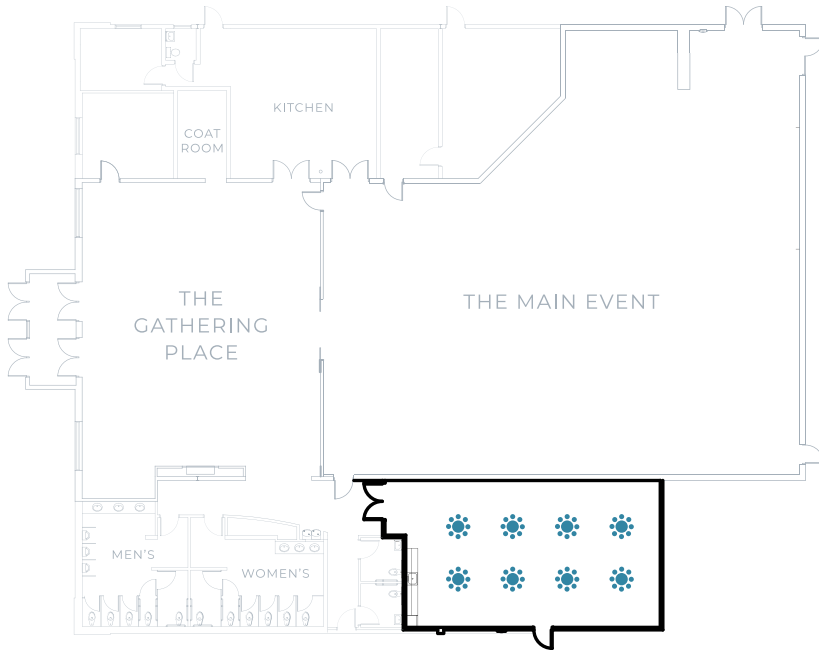 KITCHEN
COAT
ROOM
THE
GATHERING
PLACE
THE MAIN EVENT
MEN'S
WOMEN'S